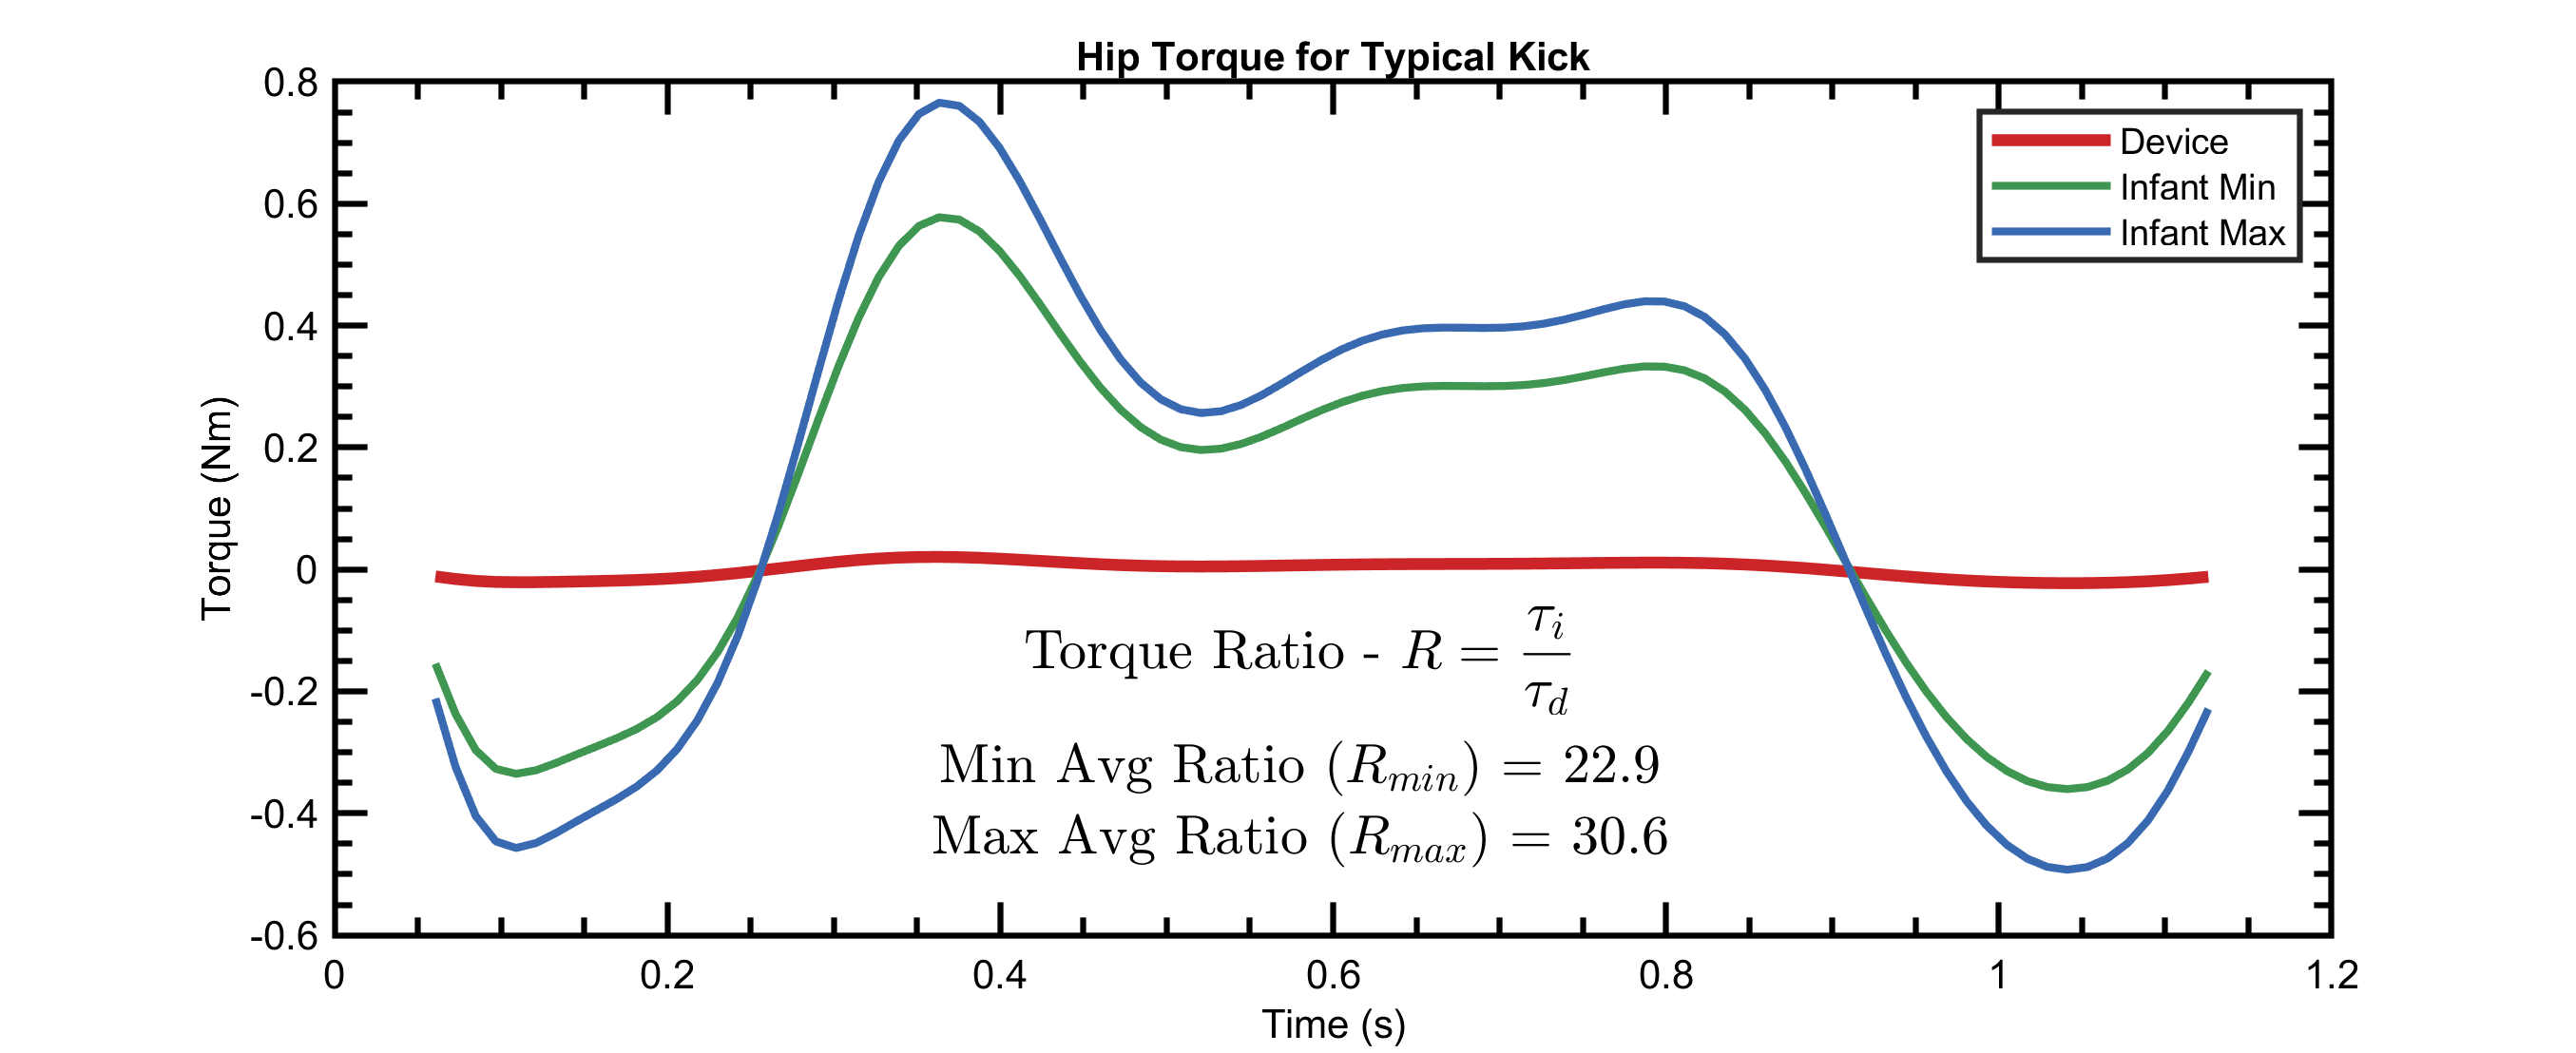 Hip Torque for Typical Kick
0.8
0.6
0.4
0.2
0
-0.2
-0.4
-0.6
Torque (Nm)
Device
Infant Min
Infant Max
Torque Ratio - R = τi/τd
Min Avg Ratio (Rmin) = 22.9
Max Avg Ratio (Rmax) = 30.6
0 0.2 0.4 0.6 0.8 1 1.2
Time (s)